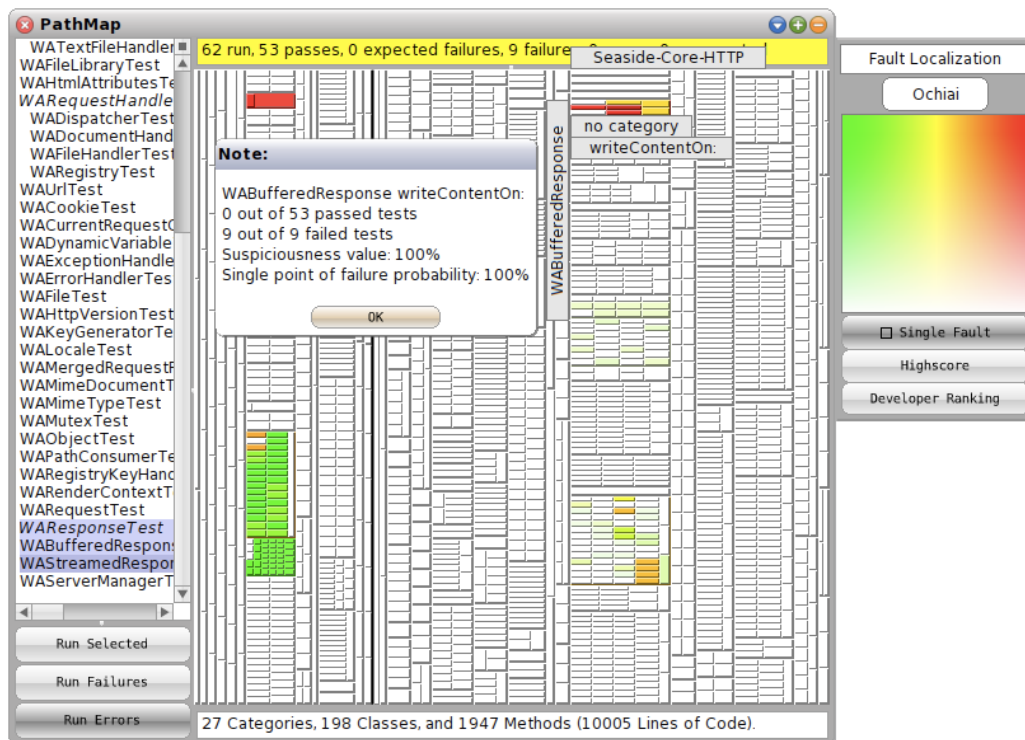 PathMap
WATextFileHandler
WAFileLibraryTest
WAHtmlAttributesTe
WARequestHandle
WADispatcherTest
WADocumentHand
WAFileHandlerTest
WARegistryTest
WAUrlTest
WACookieTest
WACurrentRequestC
WADynamicVariable
WAExceptionHandle
WAErrorHandlerTes
WAFileTest
WAHttpVersionTest
WAKeyGeneratorTe
WALocaleTest
WAMergedRequestF
WAMimeDocumentT
WAMimeTypeTest
WAMutexTest
WAObjectTest
WAPathConsumerTe
WARegistryKeyHand
WARenderContextT
WARequestTest
WAResponseTest
WABufferedRespons
WAStreamedRespon
WAServerManagerT
Run Selected
Run Failures
Run Errors
62 run, 53 passes, 0 expected failures, 9 failure
Seaside-Core-HTTP
WABufferedResponse
no category
writeContentOn:
Note:
WABufferedResponse writeContentOn:
0 out of 53 passed tests
9 out of 9 failed tests
Suspiciousness value: 100%
Single point of failure probability: 100%
OK
27 Categories, 198 Classes, and 1947 Methods (10005 Lines of Code).
Fault Localization
Ochiai
Single Fault
Highscore
Developer Ranking